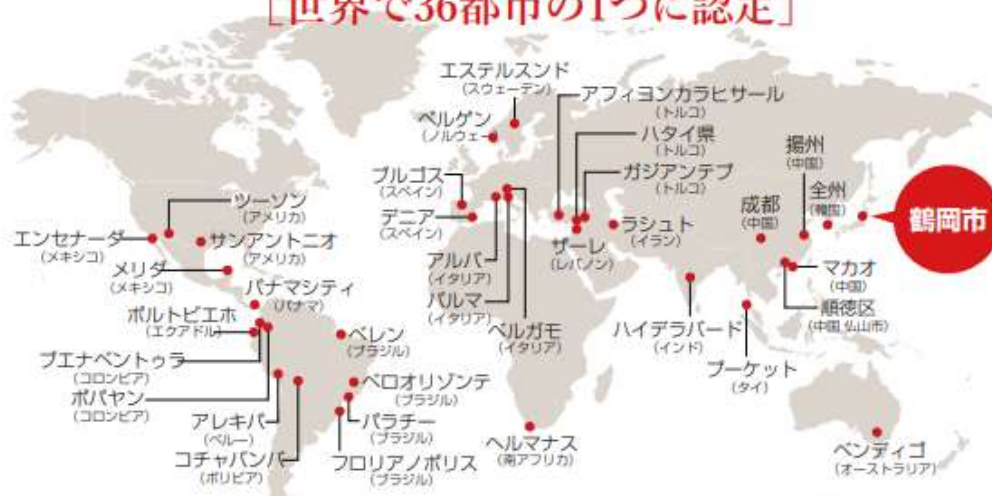 ［世界で36都市の1つに認定］
エステルスンド
（スウェーデン）
アフィヨンカラヒサール
（トルコ）
ベルゲン
（ノルウェー）
ハタイ県
（トルコ）
揚州
（中国）
ブルゴス
（スペイン）
ガジアンテプ
（トルコ）
全州
（韓国）
ツーソン
（アメリカ）
デニア
（スペイン）
ラシュト
（イラン）
成都
（中国）
鶴岡市
エンセナーダ
（メキシコ）
サンアントニオ
（アメリカ）
ザーレ
（レバノン）
メリダ
（メキシコ）
アルバ
（イタリア）
マカオ
（中国）
パナマシティ
（パナマ）
パルマ
（イタリア）
順徳区
（中国 仏山市）
ポルトビエホ
（エクアドル）
ベレン
（ブラジル）
ベルガモ
（イタリア）
ハイデラバード
（インド）
ブエナベントゥラ
（コロンビア）
プーケット
（タイ）
ポパヤン
（コロンビア）
ベロオリゾンテ
（ブラジル）
アレキパ
（ペルー）
パラチー
（ブラジル）
ヘルマナス
（南アフリカ）
ベンディゴ
（オーストラリア）
コチャバンバ
（ボリビア）
フロリアノポリス
（ブラジル）